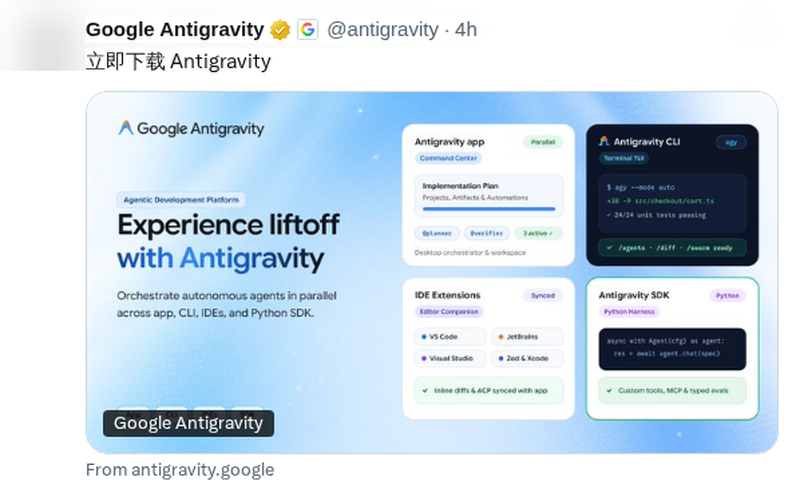 Google Antigravity @antigravity · 4h
立即下载 Antigravity
Google Antigravity
Agentic Development Platform
Experience liftoff
with Antigravity
Orchestrate autonomous agents in parallel
across app, CLI, IDEs, and Python SDK.
Antigravity app
Parallel
Command Center
Implementation Plan
Projects, Artifacts & Automations
@planner
@verifier
3 active ✓
Desktop orchestrator & workspace
Antigravity CLI
agy
Terminal TUI
$ agy --mode auto
+38 -9 src/checkout/cart.ts
✓ 24/24 unit tests passing
✓ /agents · /diff · /swarm ready
IDE Extensions
Synced
Editor Companion
VS Code
JetBrains
Visual Studio
Zed & Xcode
✓ Inline diffs & ACP synced with app
Antigravity SDK
Python
Python Harness
async with Agent(cfg) as agent:
res = await agent.chat(spec)
✓ Custom tools, MCP & typed evals
Google Antigravity
From antigravity.google